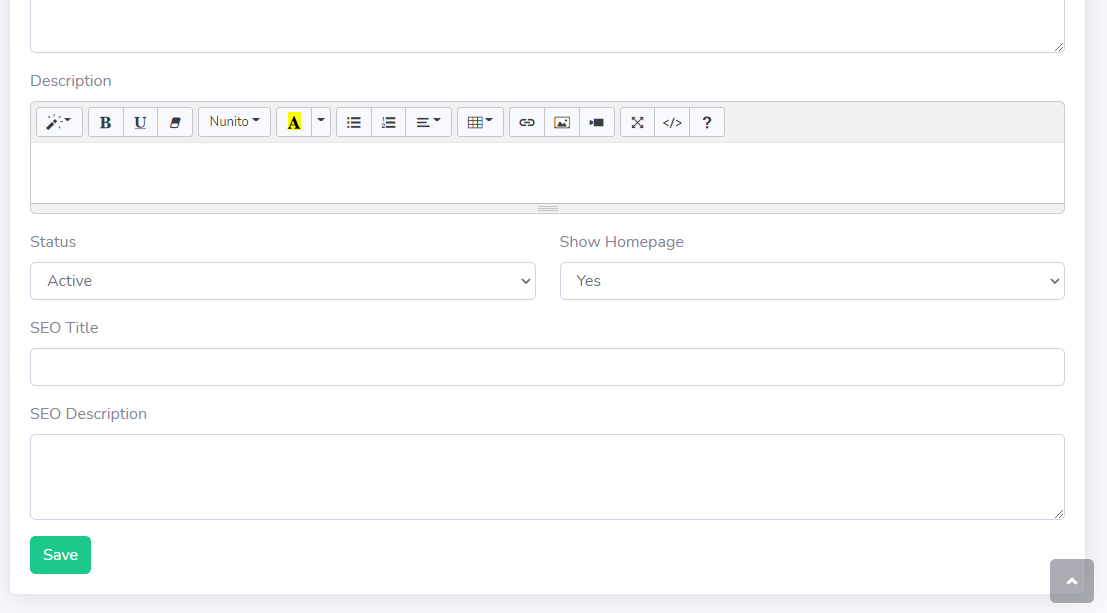 Description
B U Nunito A </> ?
Status Show Homepage
Active Yes
SEO Title
SEO Description
Save